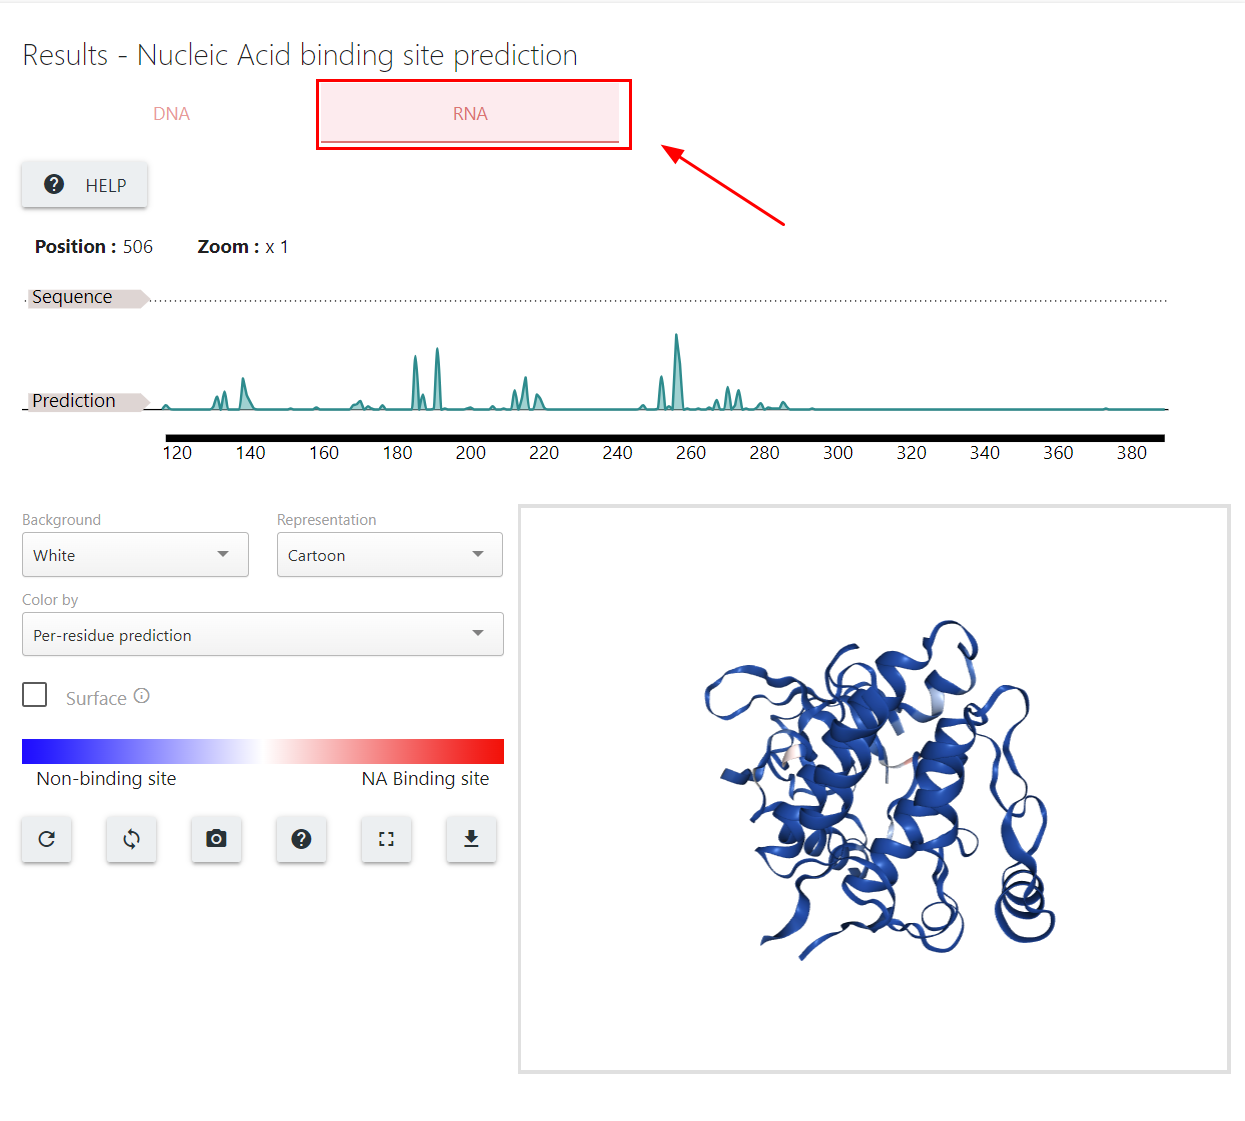 Results - Nucleic Acid binding site prediction
DNA RNA
HELP
Position : 506 Zoom : x 1
Sequence
Prediction
120 140 160 180 200 220 240 260 280 300 320 340 360 380
Background Representation
White Cartoon
Color by
Per-residue prediction
Surface
Non-binding site NA Binding site